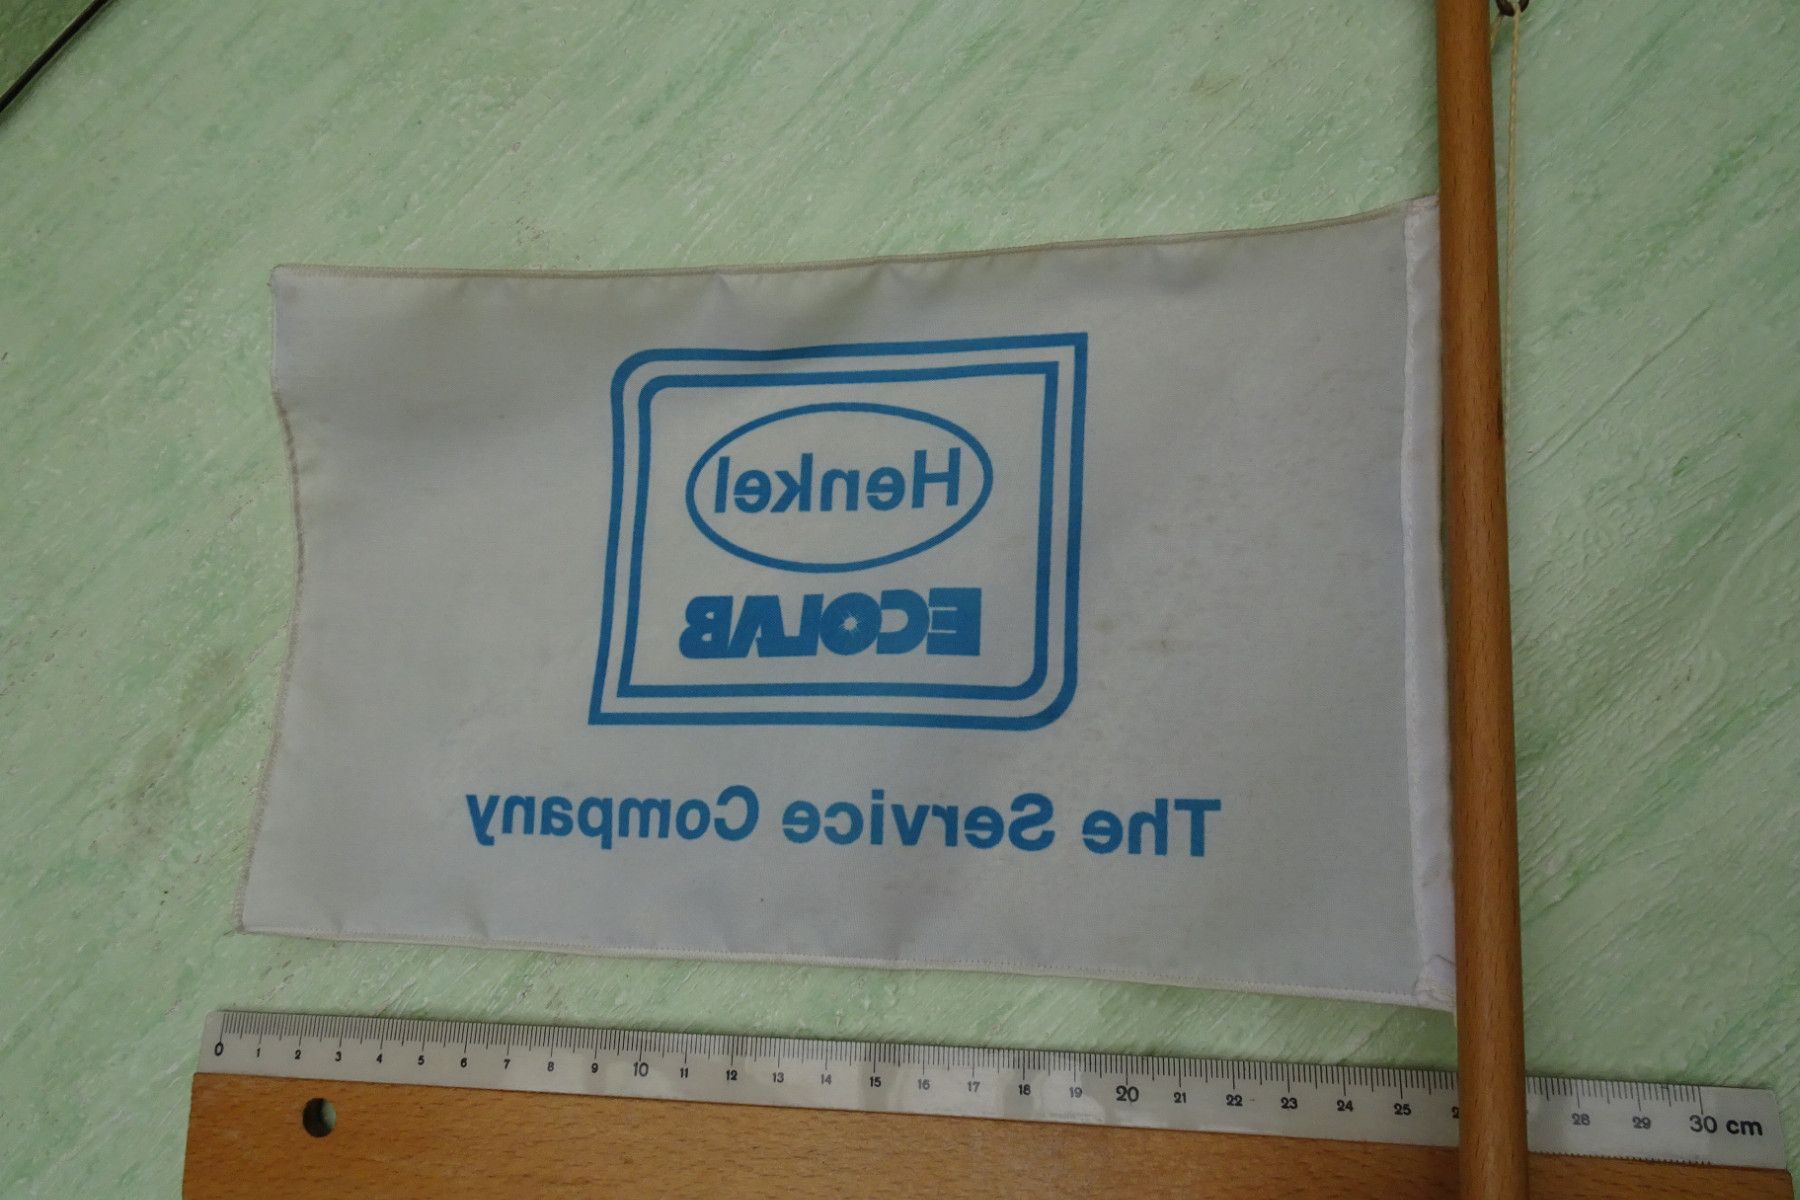 Henkel
ECOLAB
The Service Company
0 1 2 3 4 5 6 7 8 9 10 11 12 13 14 15 16 17 18 19 20 21 22 23 24 25 28 29 30 cm